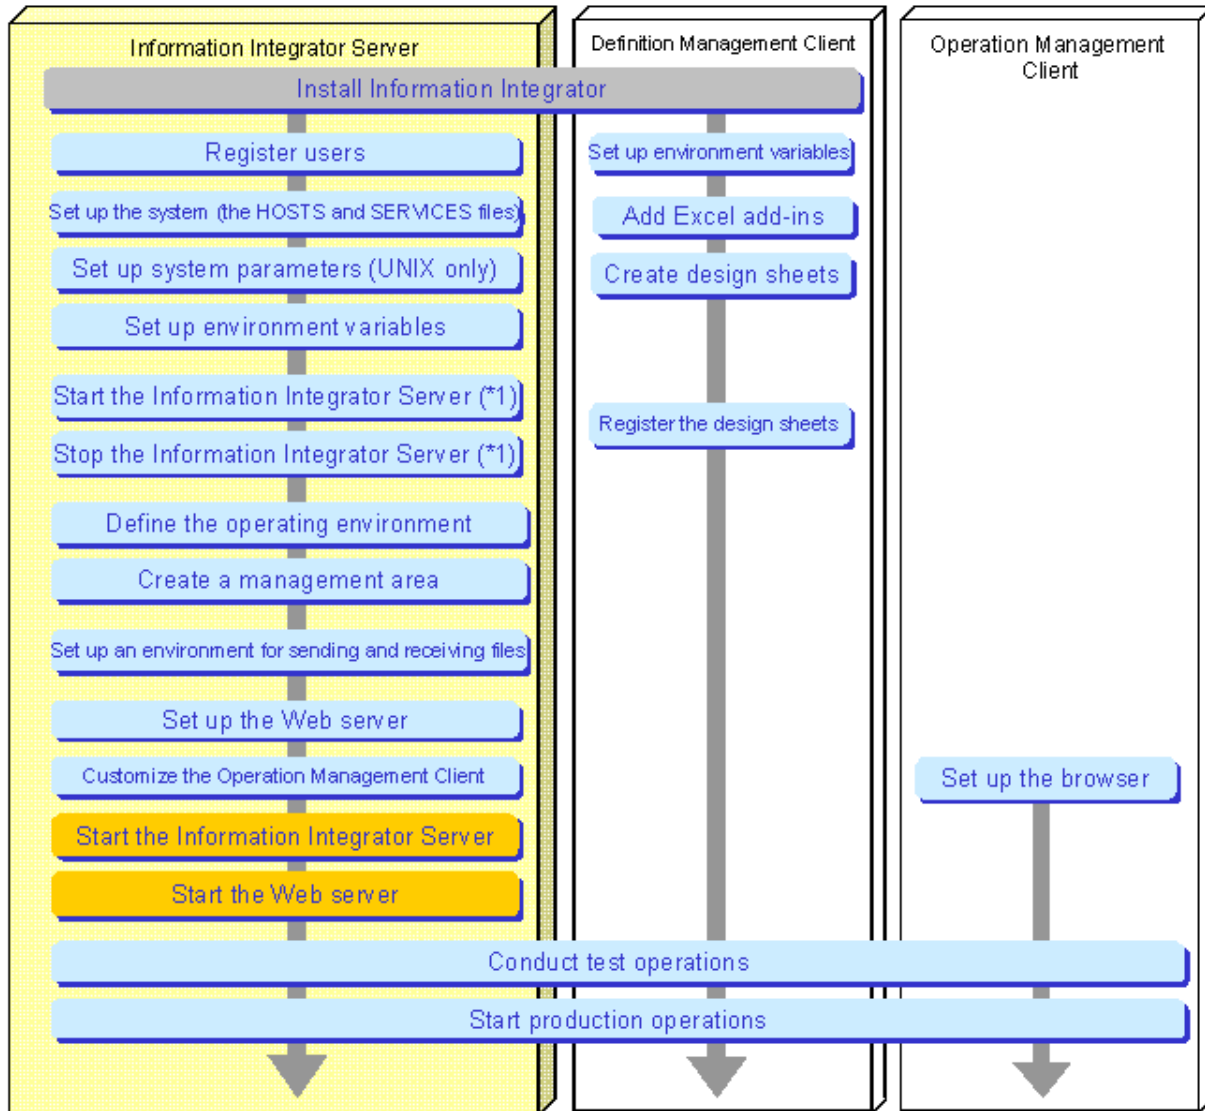 Information Integrator Server
Definition Management Client
Operation Management
Client
Install Information Integrator
Register users
Set up the system (the HOSTS and SERVICES files)
Set up system parameters (UNIX only)
Set up environment variables
Start the Information Integrator Server (*1)
Stop the Information Integrator Server (*1)
Define the operating environment
Create a management area
Set up an environment for sending and receiving files
Set up the Web server
Customize the Operation Management Client
Start the Information Integrator Server
Start the Web server
Set up environment variables
Add Excel add-ins
Create design sheets
Register the design sheets
Set up the browser
Conduct test operations
Start production operations